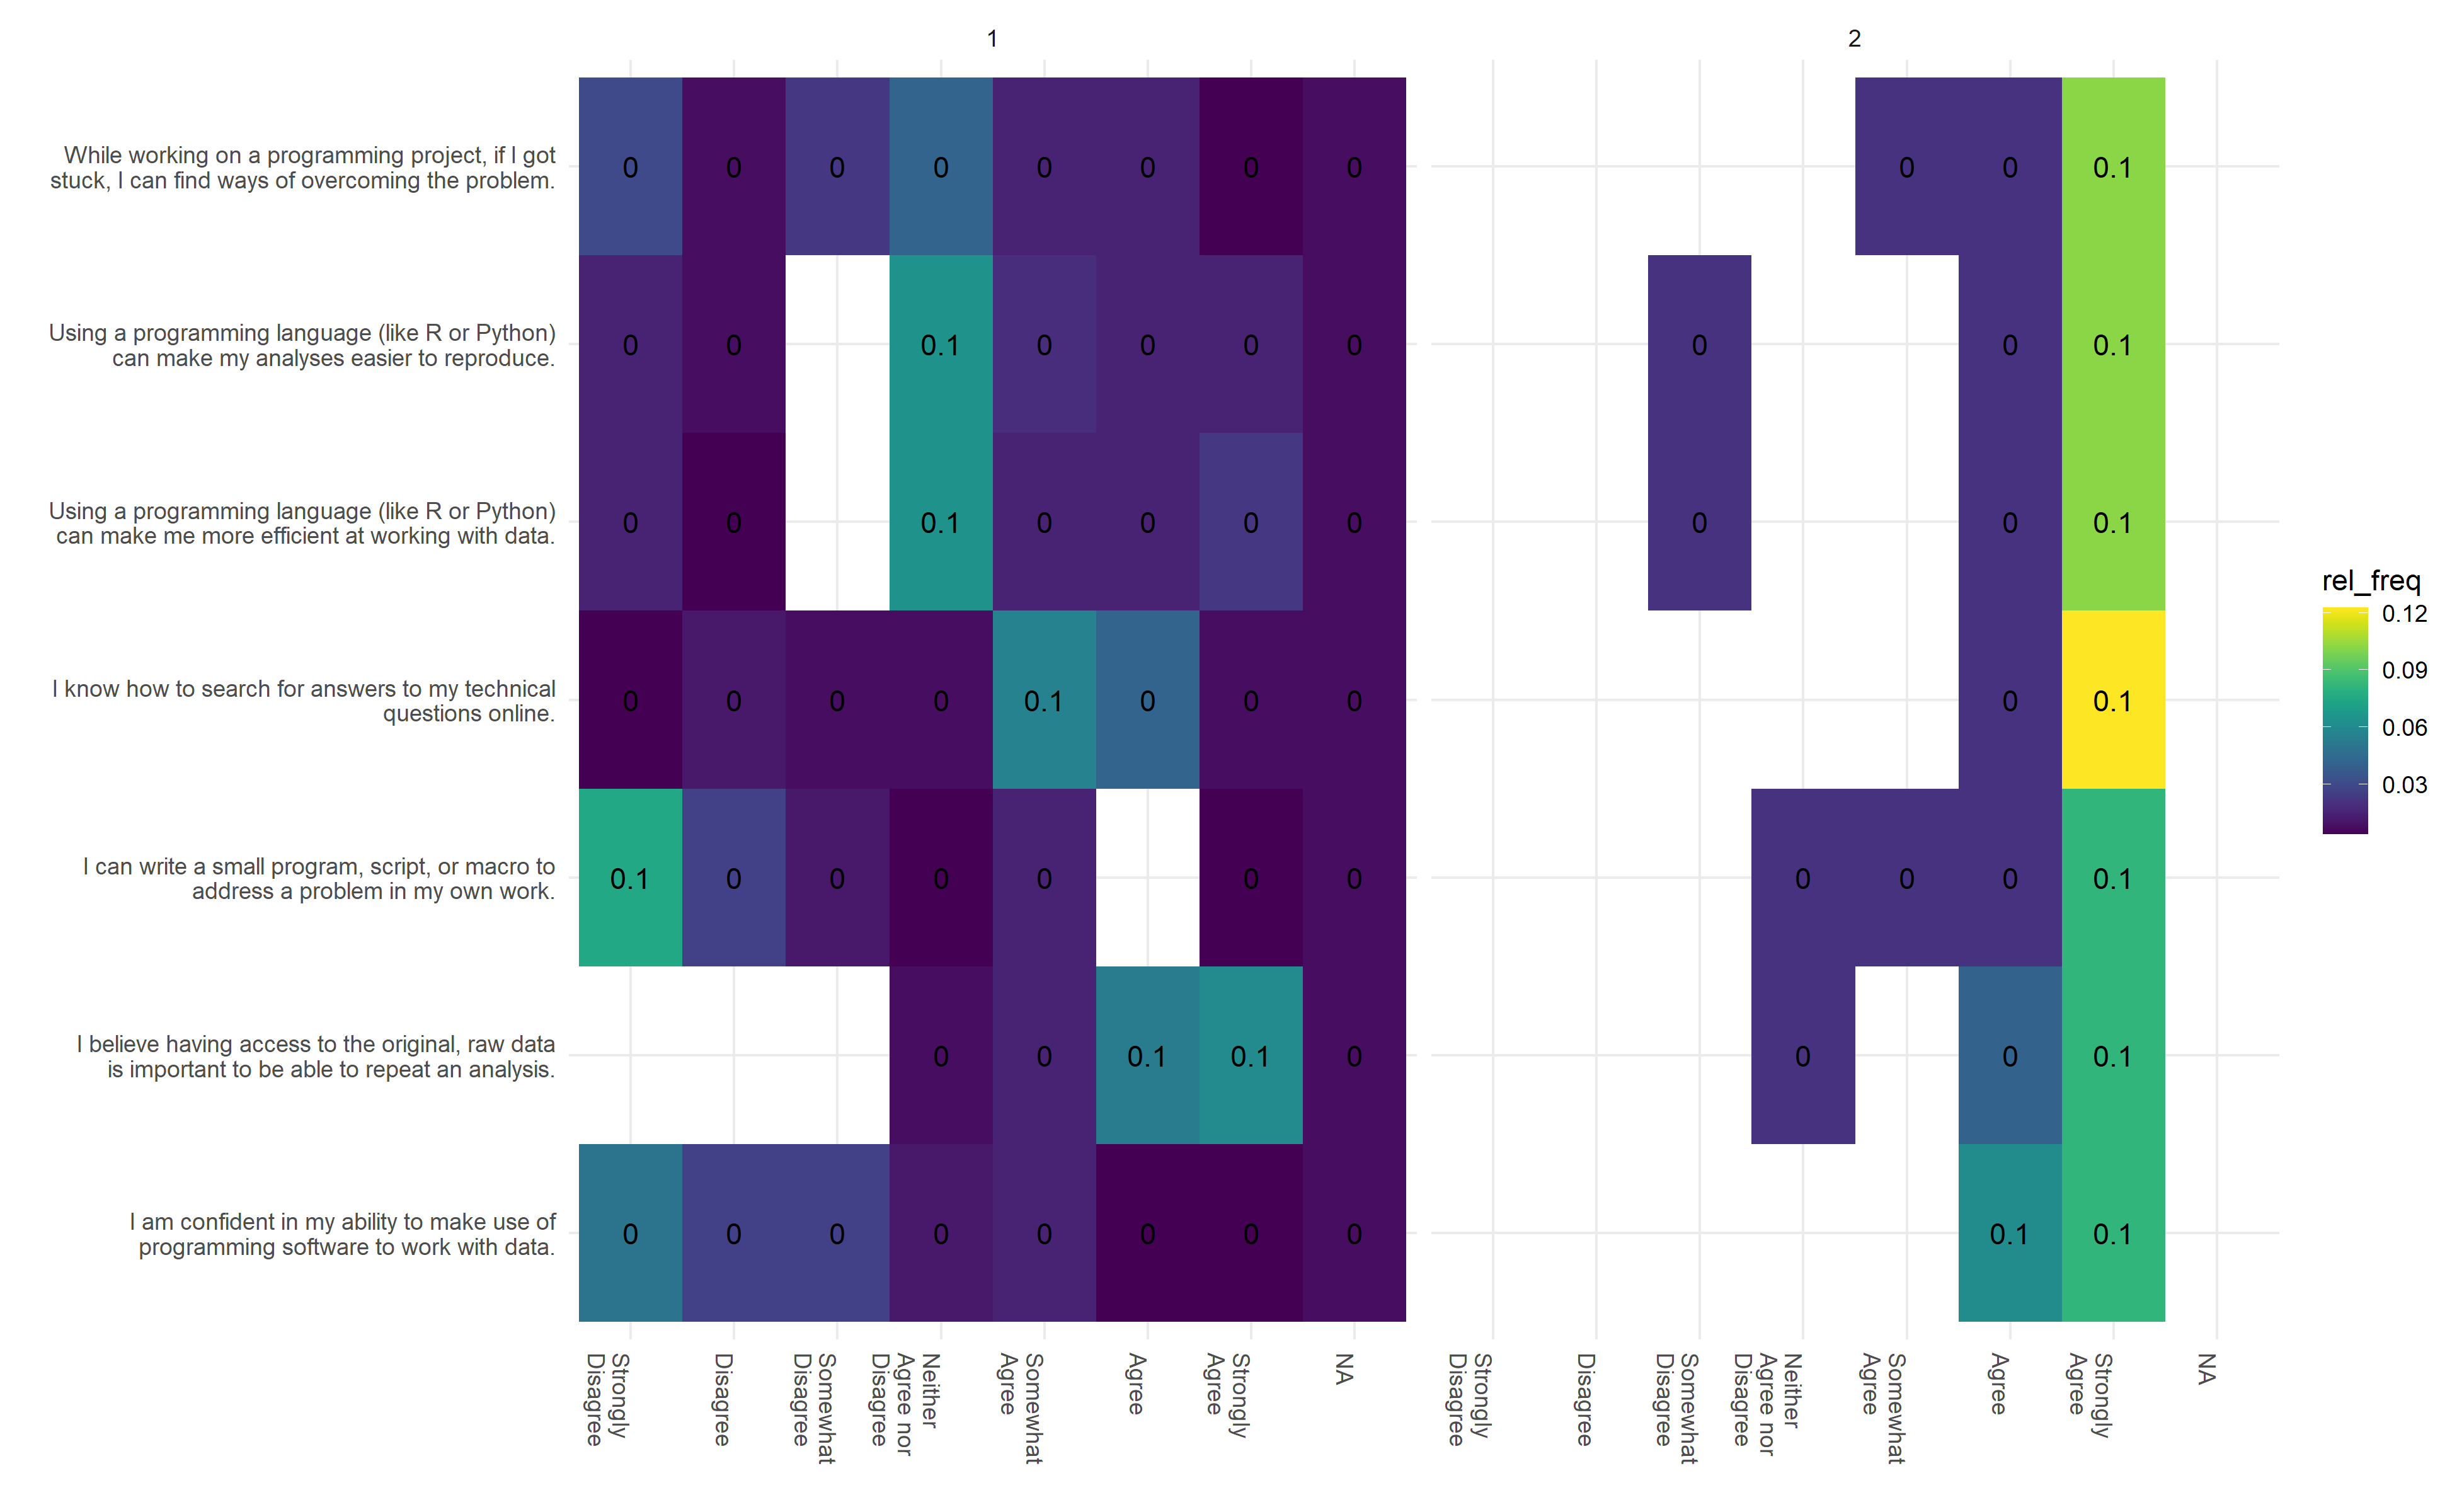 1
2
While working on a programming project, if I got
stuck, I can find ways of overcoming the problem.
0 0 0 0 0 0 0 0 0 0 0.1
Using a programming language (like R or Python)
can make my analyses easier to reproduce.
0 0 0.1 0 0 0 0 0 0 0.1
Using a programming language (like R or Python)
can make me more efficient at working with data.
0 0 0.1 0 0 0 0 0 0 0.1
I know how to search for answers to my technical
questions online.
0 0 0 0 0.1 0 0 0 0 0.1
I can write a small program, script, or macro to
address a problem in my own work.
0.1 0 0 0 0 0 0 0 0 0 0.1
I believe having access to the original, raw data
is important to be able to repeat an analysis.
0 0 0.1 0.1 0 0 0 0.1
I am confident in my ability to make use of
programming software to work with data.
0 0 0 0 0 0 0 0 0.1 0.1
Strongly
Disagree
Disagree
Somewhat
Disagree
Neither
Agree nor
Disagree
Somewhat
Agree
Agree
Strongly
Agree
NA
Strongly
Disagree
Disagree
Somewhat
Disagree
Neither
Agree nor
Disagree
Somewhat
Agree
Agree
Strongly
Agree
NA
rel_freq
0.12
0.09
0.06
0.03